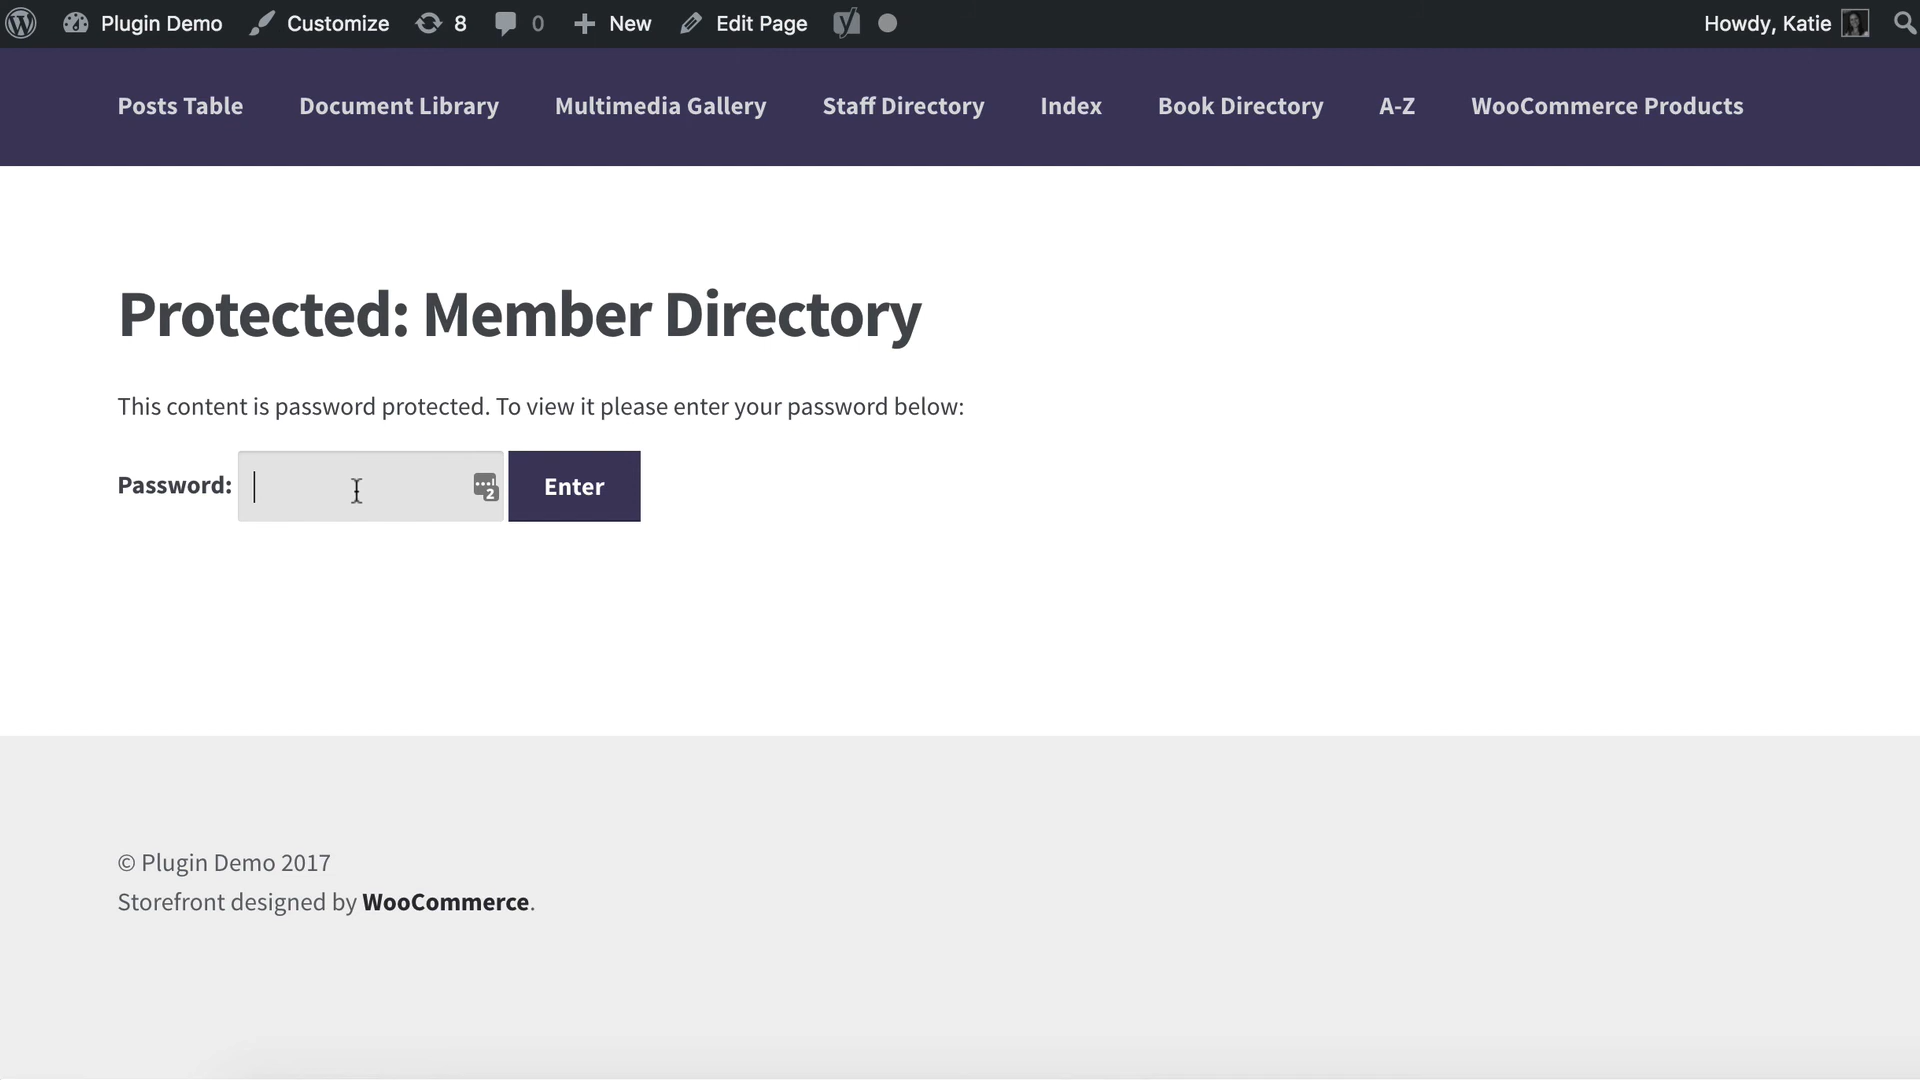 Plugin Demo Customize 8 0 New Edit Page Howdy, Katie
Posts Table Document Library Multimedia Gallery Staff Directory Index Book Directory A-Z WooCommerce Products
Protected: Member Directory
This content is password protected. To view it please enter your password below:
Password: 2 Enter
© Plugin Demo 2017
Storefront designed by WooCommerce.